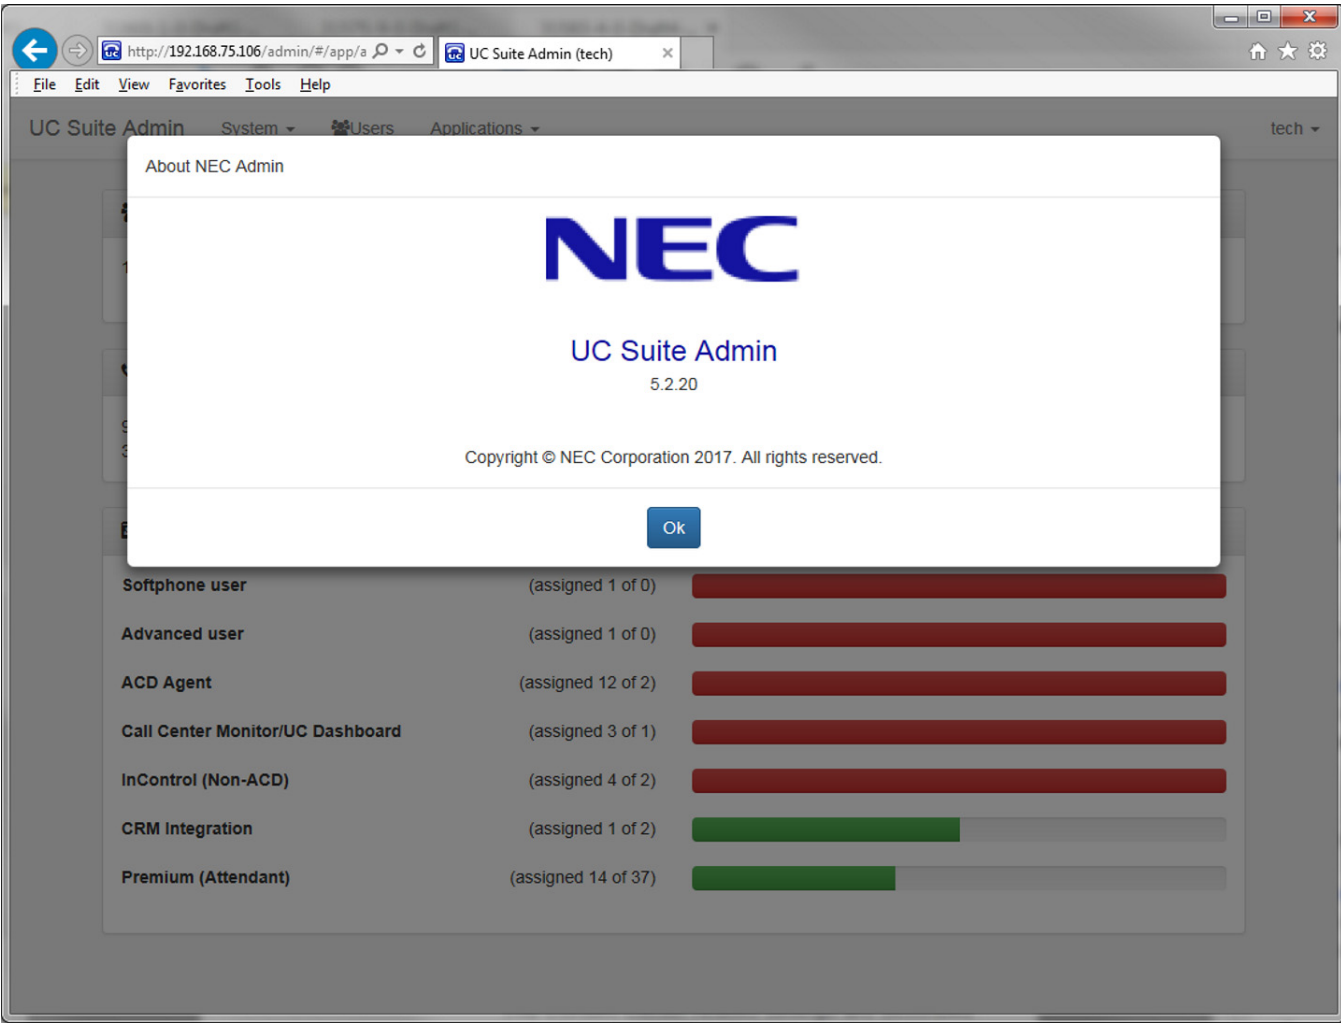 http://192.168.75.106/admin/#/app/a
UC Suite Admin (tech)
File Edit View Favorites Tools Help
UC Suite Admin System Users Applications tech
About NEC Admin
NEC
UC Suite Admin
5.2.20
Copyright © NEC Corporation 2017. All rights reserved.
Ok
Softphone user (assigned 1 of 0)
Advanced user (assigned 1 of 0)
ACD Agent (assigned 12 of 2)
Call Center Monitor/UC Dashboard (assigned 3 of 1)
InControl (Non-ACD) (assigned 4 of 2)
CRM Integration (assigned 1 of 2)
Premium (Attendant) (assigned 14 of 37)